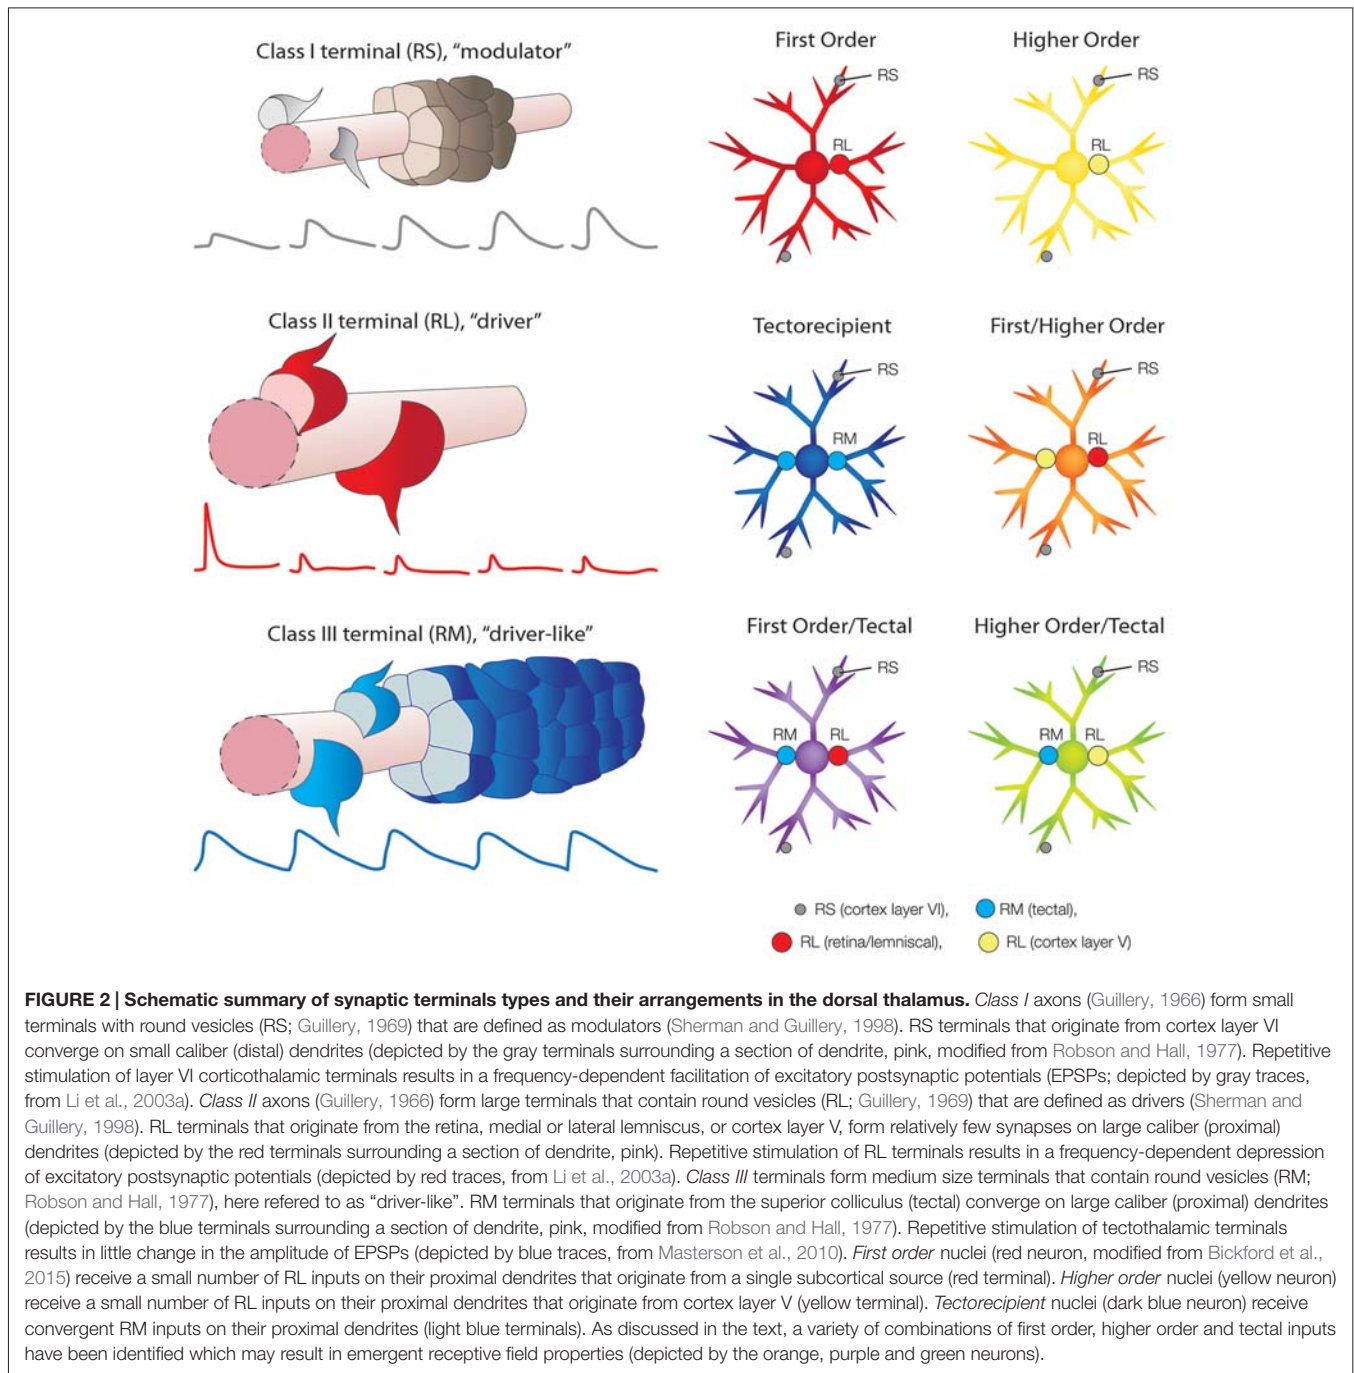 Class I terminal (RS), “modulator”
First Order
Higher Order
RS
RS
RL
RL
Class II terminal (RL), “driver”
Tectorecipient
First/Higher Order
RS
RS
RM
RL
Class III terminal (RM), “driver-like”
First Order/Tectal
Higher Order/Tectal
RS
RS
RM
RL
RM
RL
RS (cortex layer VI),
RM (tectal),
RL (retina/lemniscal),
RL (cortex layer V)
FIGURE 2 | Schematic summary of synaptic terminals types and their arrangements in the dorsal thalamus. Class I axons (Guillery, 1966) form small
terminals with round vesicles (RS; Guillery, 1969) that are defined as modulators (Sherman and Guillery, 1998). RS terminals that originate from cortex layer VI
converge on small caliber (distal) dendrites (depicted by the gray terminals surrounding a section of dendrite, pink, modified from Robson and Hall, 1977). Repetitive
stimulation of layer VI corticothalamic terminals results in a frequency-dependent facilitation of excitatory postsynaptic potentials (EPSPs; depicted by gray traces,
from Li et al., 2003a). Class II axons (Guillery, 1966) form large terminals that contain round vesicles (RL; Guillery, 1969) that are defined as drivers (Sherman and
Guillery, 1998). RL terminals that originate from the retina, medial or lateral lemniscus, or cortex layer V, form relatively few synapses on large caliber (proximal)
dendrites (depicted by the red terminals surrounding a section of dendrite, pink). Repetitive stimulation of RL terminals results in a frequency-dependent depression
of excitatory postsynaptic potentials (depicted by red traces, from Li et al., 2003a). Class III terminals form medium size terminals that contain round vesicles (RM;
Robson and Hall, 1977), here refered to as “driver-like”. RM terminals that originate from the superior colliculus (tectal) converge on large caliber (proximal) dendrites
(depicted by the blue terminals surrounding a section of dendrite, pink, modified from Robson and Hall, 1977). Repetitive stimulation of tectothalamic terminals
results in little change in the amplitude of EPSPs (depicted by blue traces, from Masterson et al., 2010). First order nuclei (red neuron, modified from Bickford et al.,
2015) receive a small number of RL inputs on their proximal dendrites that originate from a single subcortical source (red terminal). Higher order nuclei (yellow neuron)
receive a small number of RL inputs on their proximal dendrites that originate from cortex layer V (yellow terminal). Tectorecipient nuclei (dark blue neuron) receive
convergent RM inputs on their proximal dendrites (light blue terminals). As discussed in the text, a variety of combinations of first order, higher order and tectal inputs
have been identified which may result in emergent receptive field properties (depicted by the orange, purple and green neurons).